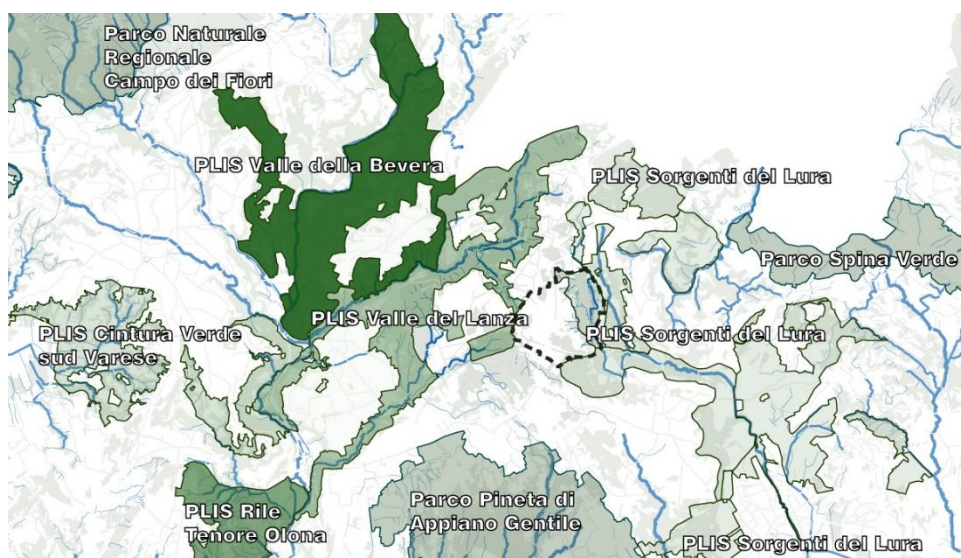 Parco Naturale
Regionale
Campo dei Fiori
PLIS Valle della Bevera
PLIS Sorgenti del Lura
Parco Spina Verde
PLIS Cintura Verde
sud Varese
PLIS Valle del Lanza
PLIS Sorgenti del Lura
PLIS Rile
Tenore Olona
Parco Pineta di
Appiano Gentile
PLIS Sorgenti del Lura